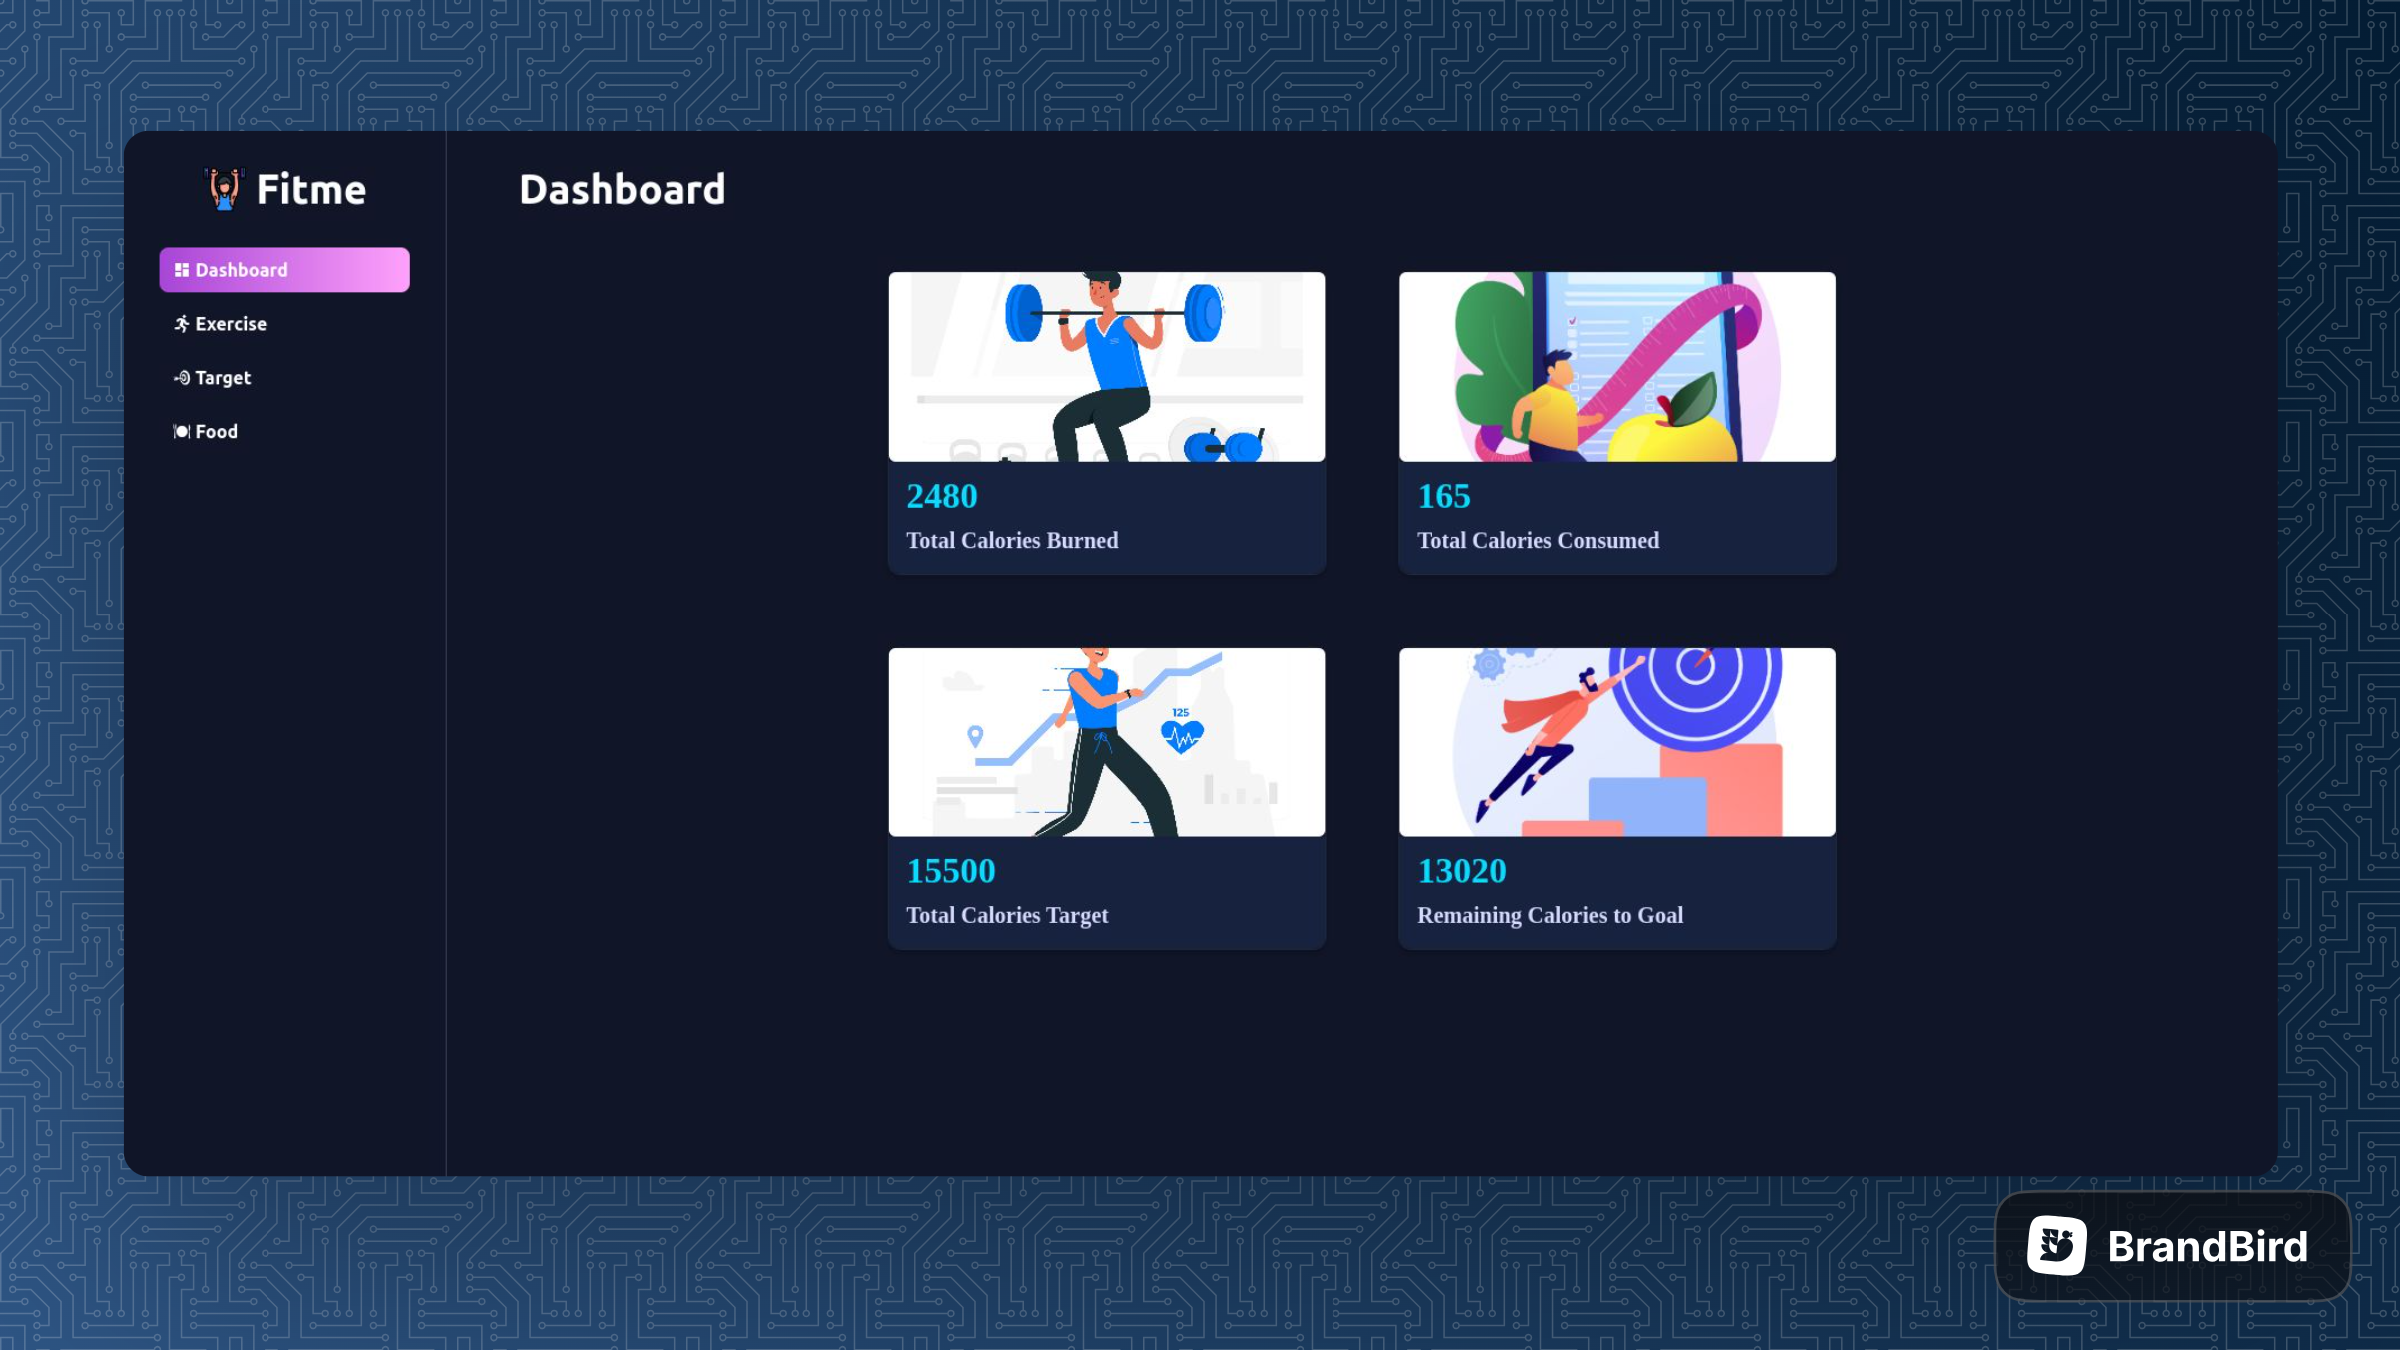 Fitme
Dashboard
Exercise
Target
Food
Dashboard
2480
Total Calories Burned
165
Total Calories Consumed
125
15500
Total Calories Target
13020
Remaining Calories to Goal
BrandBird